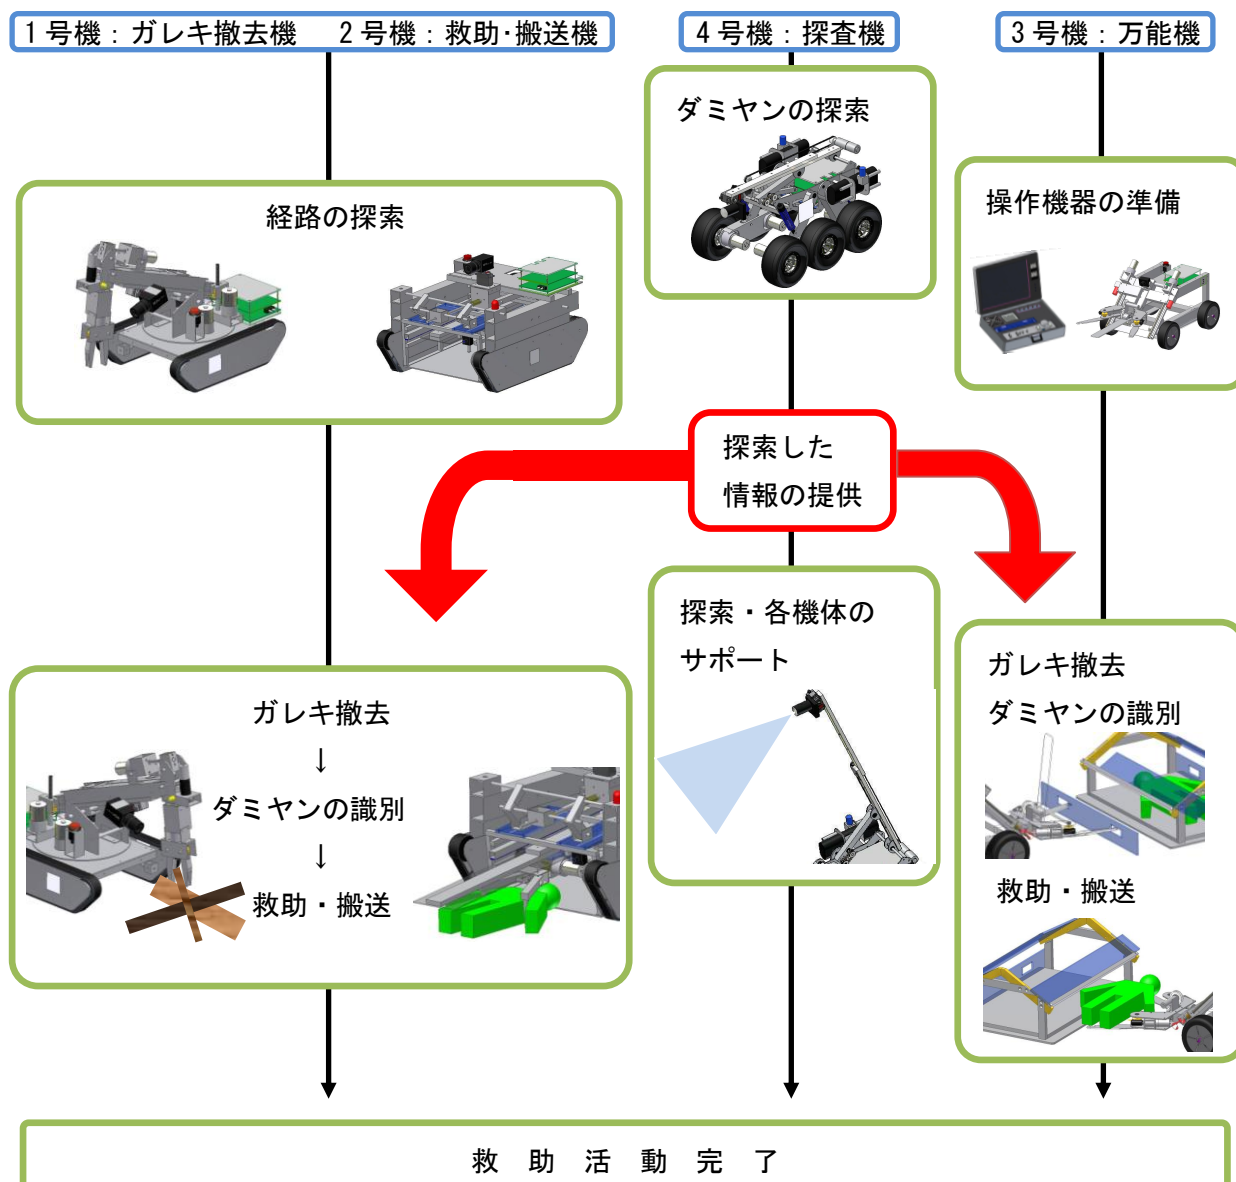 1号機：ガレキ撤去機　2号機：救助・搬送機
4号機：探査機
3号機：万能機
ダミヤンの探索
経路の探索
操作機器の準備
探索した
情報の提供
探索・各機体の
サポート
ガレキ撤去
↓
ダミヤンの識別
↓
救助・搬送
ガレキ撤去
ダミヤンの識別
救助・搬送
救助活動完了